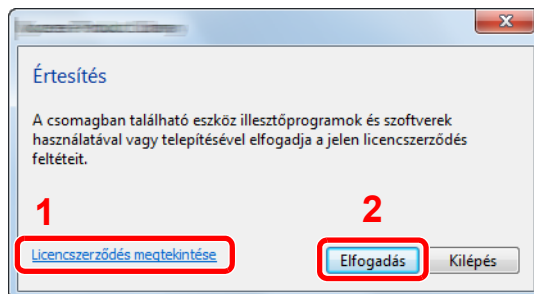 Értesítés
A csomagban található eszköz illesztőprogramok és szoftverek
használatával vagy telepítésével elfogadja a jelen licencszerződés
feltéteit.
1
2
Licencszerződés megtekintése
Elfogadás
Kilépés